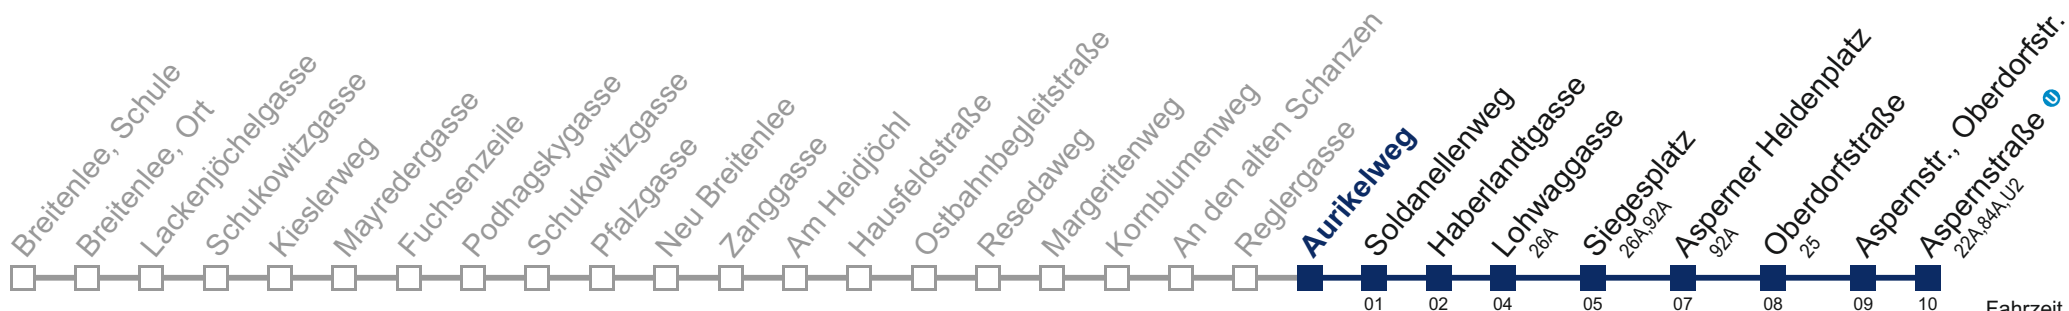 Breitenlee, Schule
Breitenlee, Ort
Lackenjöchelgasse
Schukowitzgasse
Kieslerweg
Mayredergasse
Fuchsenzeile
Podhagskygasse
Schukowitzgasse
Pfalzgasse
Neu Breitenlee
Zanggasse
Am Heidjöchl
Hausfeldstraße
Ostbahnbegleitstraße
Resedaweg
Margeritenweg
Kornblumenweg
An den alten Schanzen
Reglergasse
Aurikelweg
Soldanellenweg
01
Haberlandtgasse
02
Lohwaggasse
26A
04
Siegesplatz
26A,92A
05
Asperner Heldenplatz
92A
07
Oberdorfstraße
25
08
Aspernstr., Oberdorfstr.
09
Aspernstraße U
22A,84A,U2
10
Fahrzeit